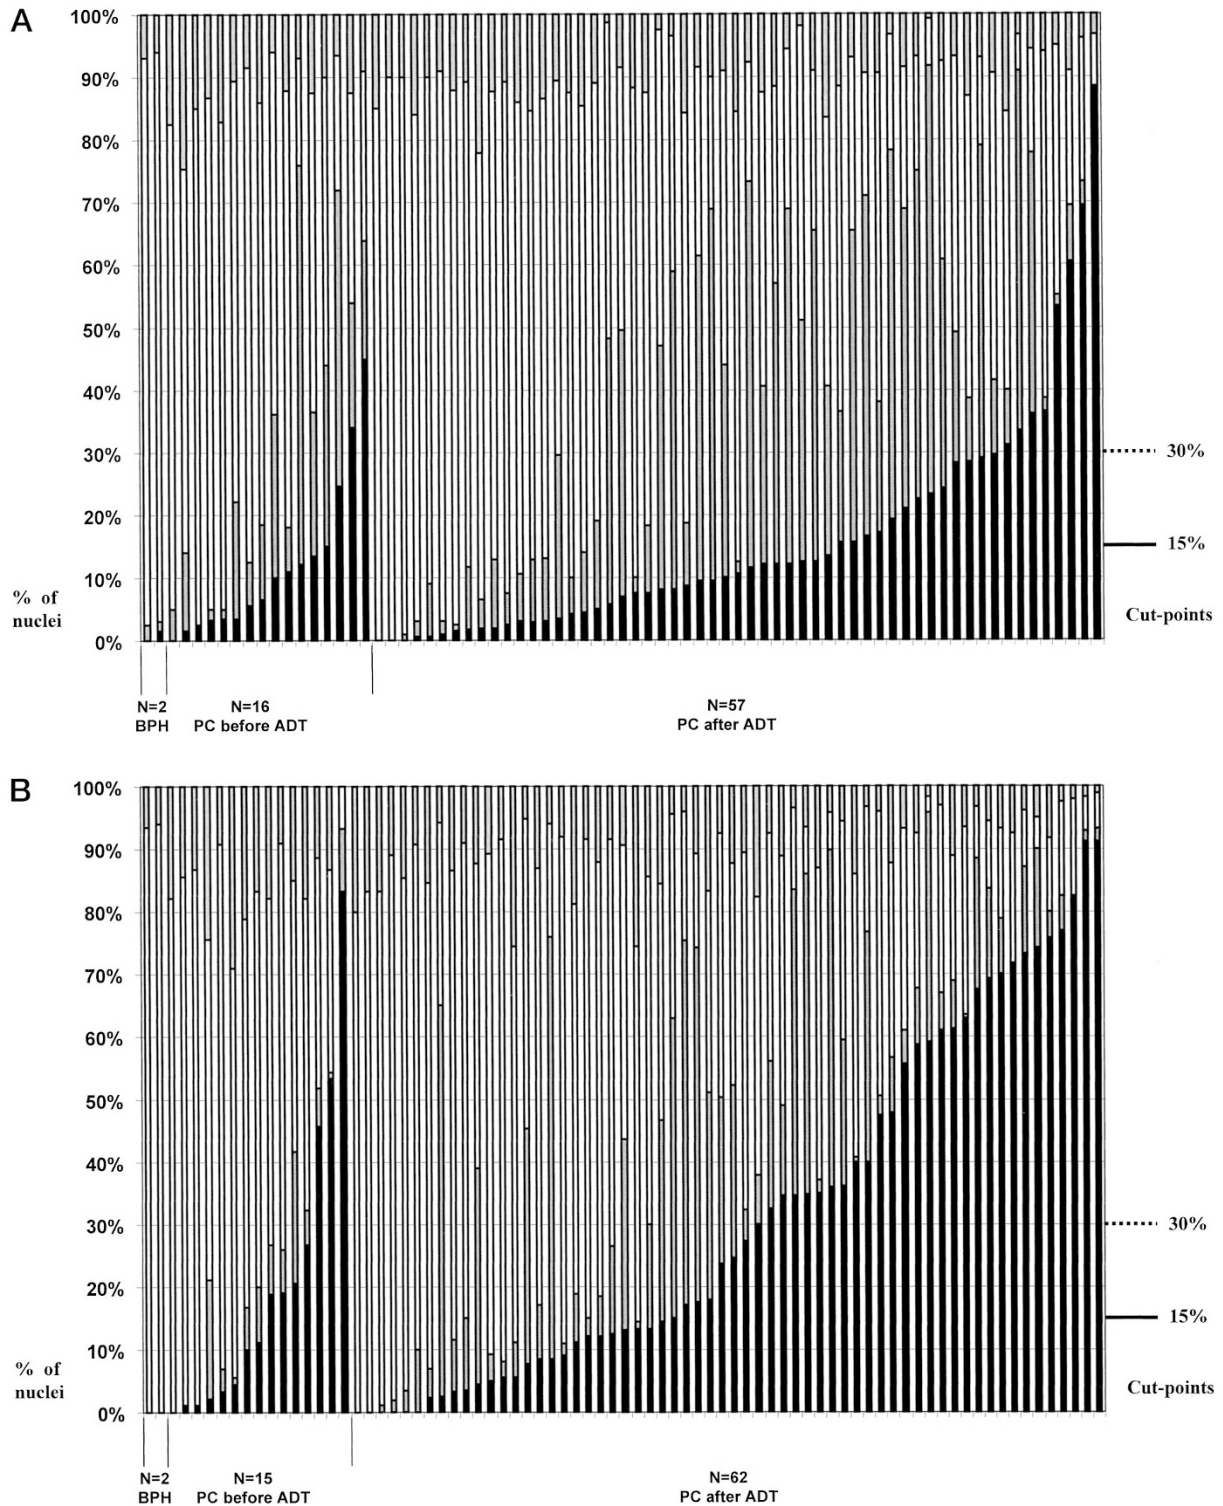 A
100%
90%
80%
70%
60%
50%
40%
30%
20%
10%
0%
% of
nuclei
30%
15%
Cut-points
N=2
BPH
N=16
PC before ADT
N=57
PC after ADT
B
100%
90%
80%
70%
60%
50%
40%
30%
20%
10%
0%
% of
nuclei
30%
15%
Cut-points
N=2
BPH
N=15
PC before ADT
N=62
PC after ADT